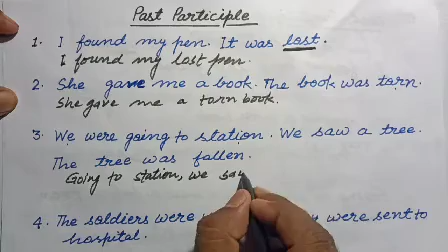 Past Participle
1. I found my pen. It was lost.
I found my lost pen.
2. She gave me a book. The book was torn.
She gave me a torn book.
3. We were going to station. We saw a tree.
The tree was fallen.
Going to station, we saw
4. The soldiers were were sent to
hospital.